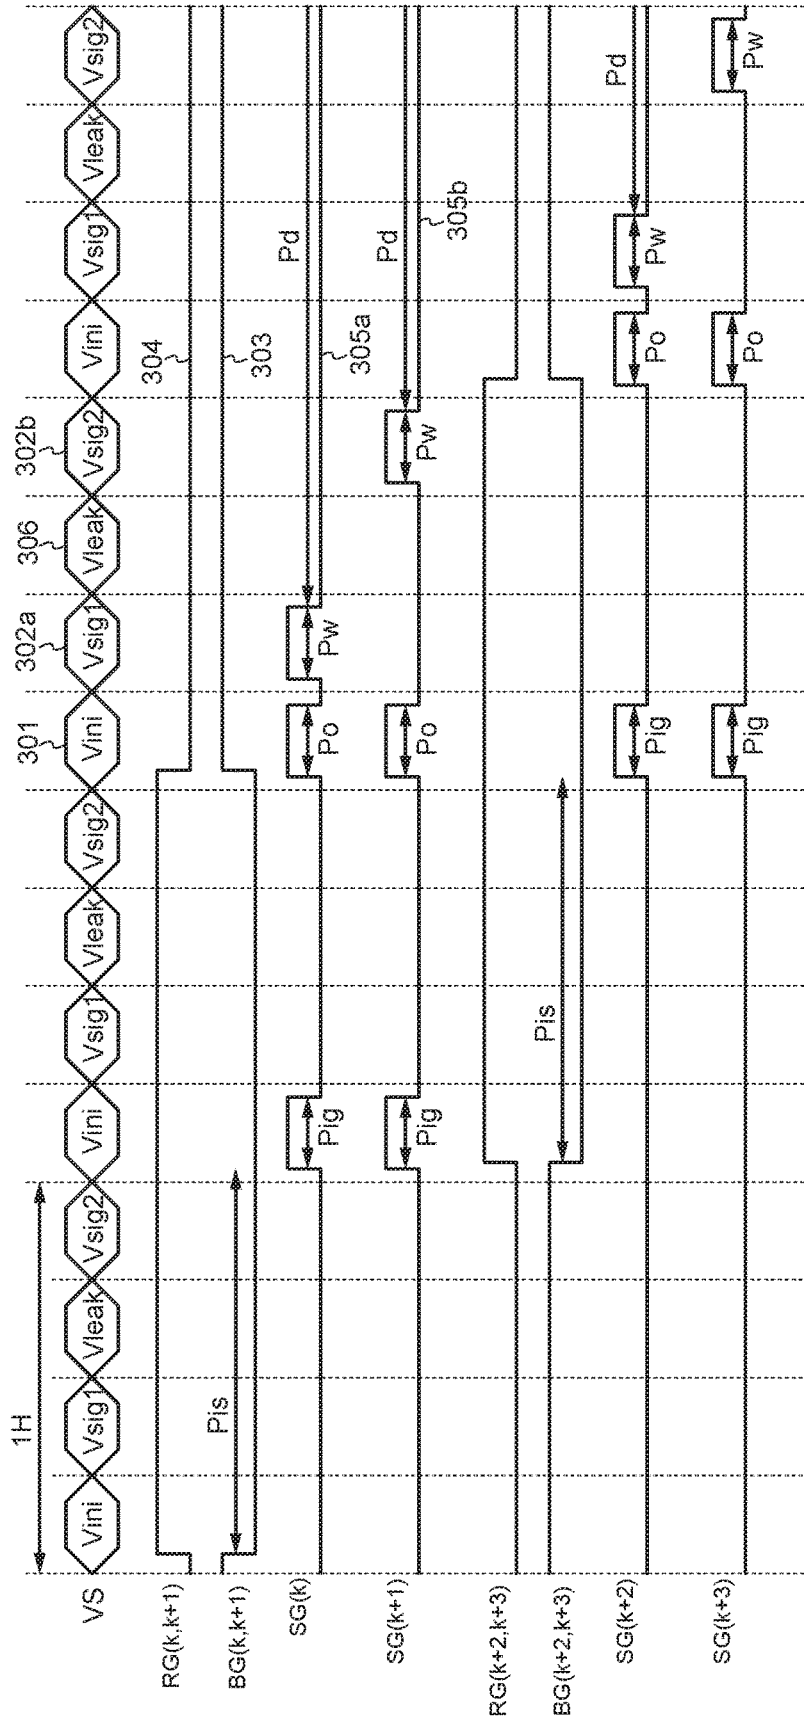 1H
301
302a
306
302b
VS
Vini
Vsig1
Vleak
Vsig2
Vini
Vsig1
Vleak
Vsig2
Vini
Vsig1
Vleak
Vsig2
Vini
Vsig1
Vleak
Vsig2
RG(k,k+1)
304
BG(k,k+1)
Pis
303
SG(k)
Pig
Po
Pw
Pd
305a
SG(k+1)
Pig
Po
Pw
Pd
305b
RG(k+2,k+3)
BG(k+2,k+3)
Pis
SG(k+2)
Pig
Po
Pw
Pd
SG(k+3)
Pig
Po
Pw